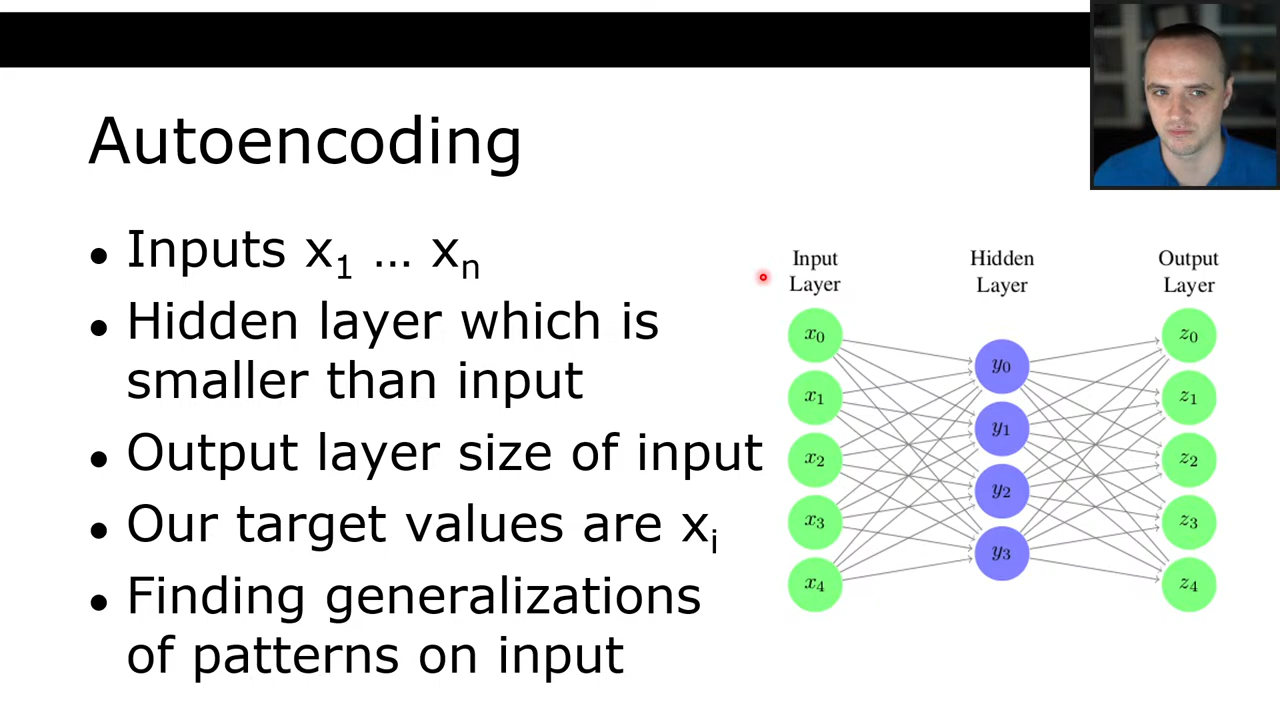 Autoencoding
● Inputs x₁ … xₙ
● Hidden layer which is
smaller than input
● Output layer size of input
● Our target values are xᵢ
● Finding generalizations
of patterns on input
Input
Layer
Hidden
Layer
Output
Layer
x₀
x₁
x₂
x₃
x₄
y₀
y₁
y₂
y₃
z₀
z₁
z₂
z₃
z₄